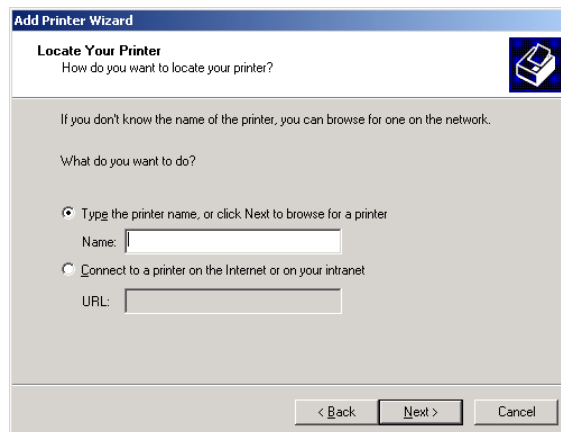 Add Printer Wizard
Locate Your Printer
How do you want to locate your printer?
If you don't know the name of the printer, you can browse for one on the network.
What do you want to do?
Type the printer name, or click Next to browse for a printer
Name:
Connect to a printer on the Internet or on your intranet
URL:
< Back Next > Cancel